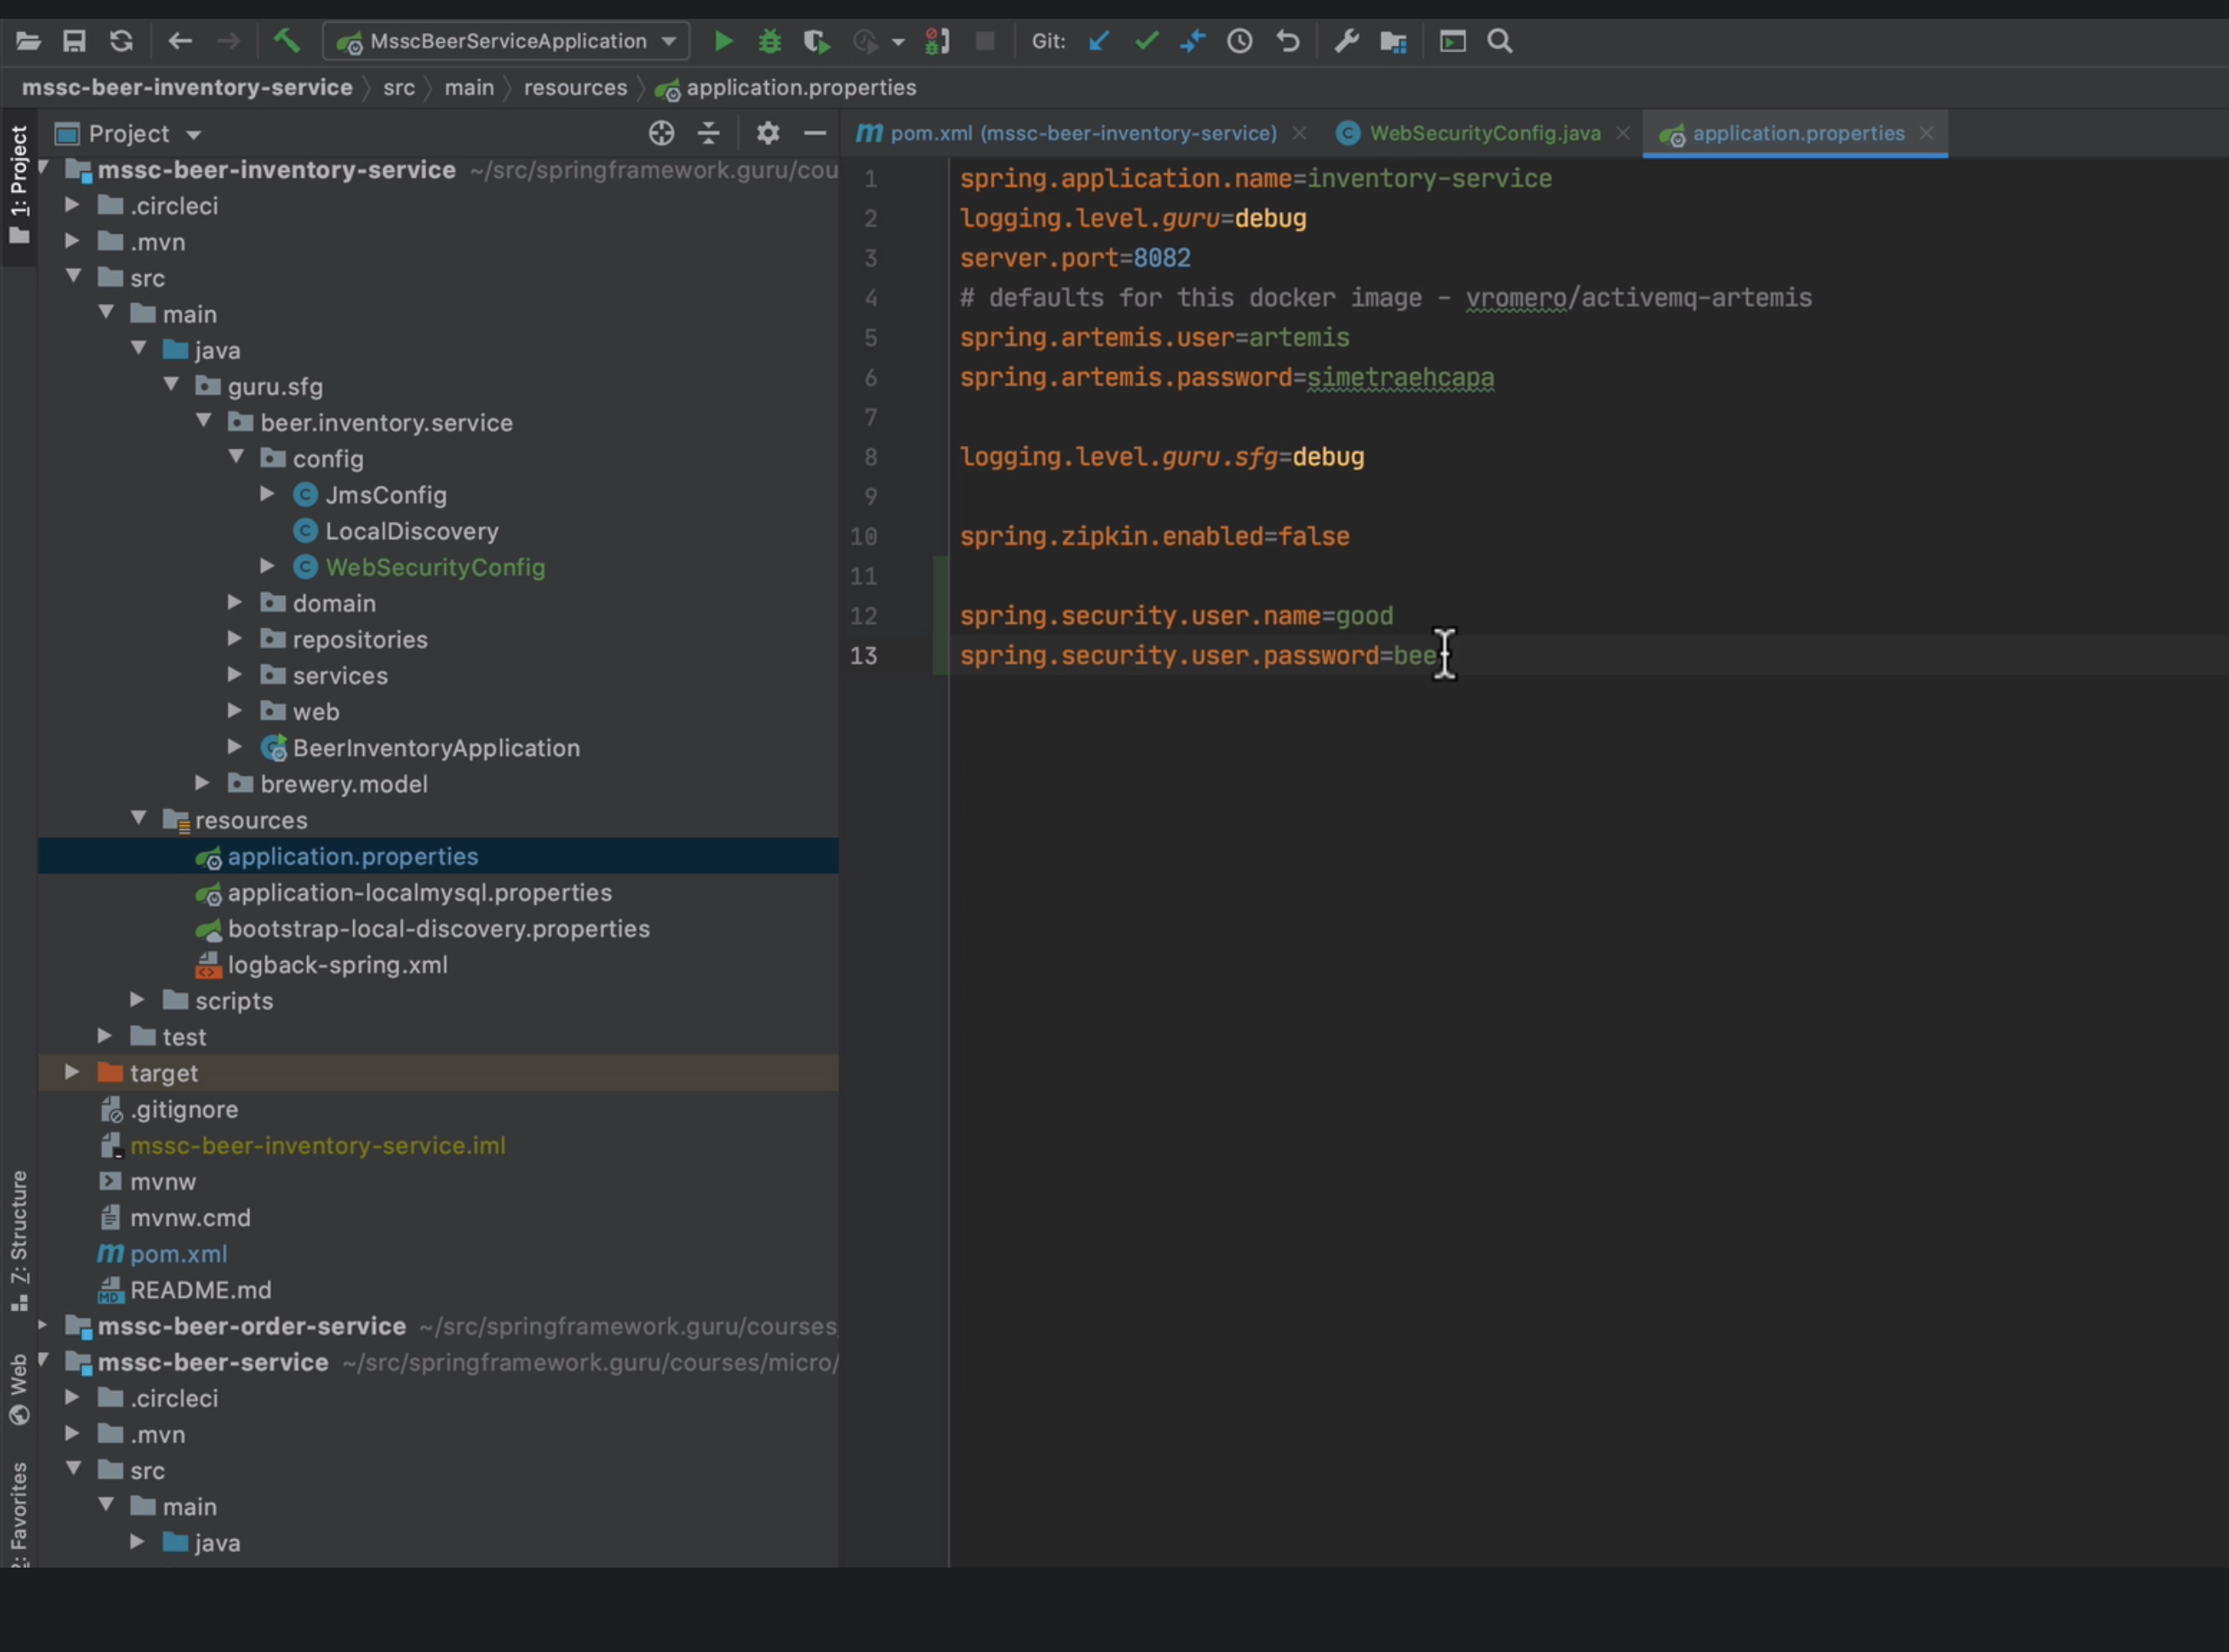 MsscBeerServiceApplication Git:
mssc-beer-inventory-service src main resources application.properties
Project
pom.xml (mssc-beer-inventory-service) WebSecurityConfig.java application.properties
1: Project
Z: Structure
Web
Favorites
mssc-beer-inventory-service ~/src/springframework.guru/cou
.circleci
.mvn
src
main
java
guru.sfg
beer.inventory.service
config
JmsConfig
LocalDiscovery
WebSecurityConfig
domain
repositories
services
web
BeerInventoryApplication
brewery.model
resources
application.properties
application-localmysql.properties
bootstrap-local-discovery.properties
logback-spring.xml
scripts
test
target
.gitignore
mssc-beer-inventory-service.iml
mvnw
mvnw.cmd
pom.xml
README.md
mssc-beer-order-service ~/src/springframework.guru/courses
mssc-beer-service ~/src/springframework.guru/courses/micro/
.circleci
.mvn
src
main
java
1 spring.application.name=inventory-service
2 logging.level.guru=debug
3 server.port=8082
4 # defaults for this docker image - vromero/activemq-artemis
5 spring.artemis.user=artemis
6 spring.artemis.password=simetraehcapa
7
8 logging.level.guru.sfg=debug
9
10 spring.zipkin.enabled=false
11
12 spring.security.user.name=good
13 spring.security.user.password=bee